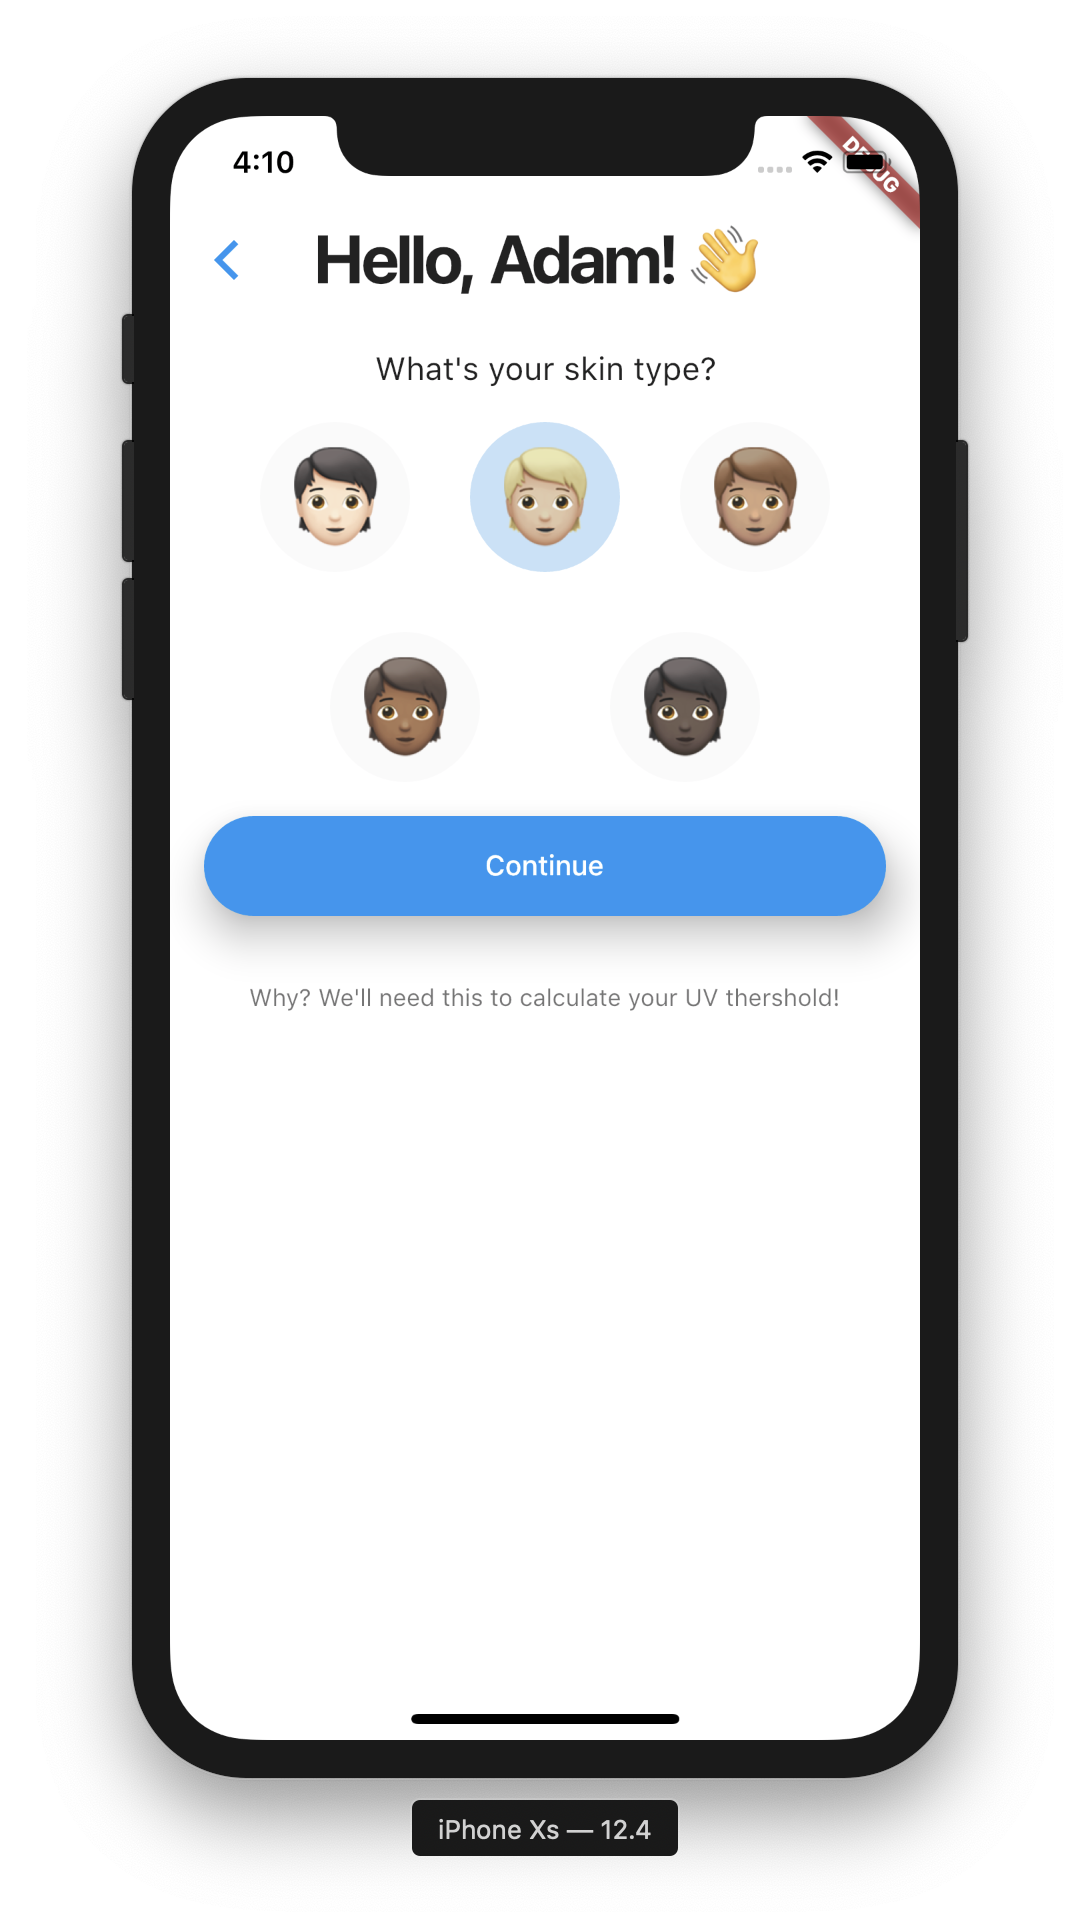 4:10
DEBUG
Hello, Adam! 👋
What's your skin type?
Continue
Why? We'll need this to calculate your UV thershold!
iPhone Xs — 12.4